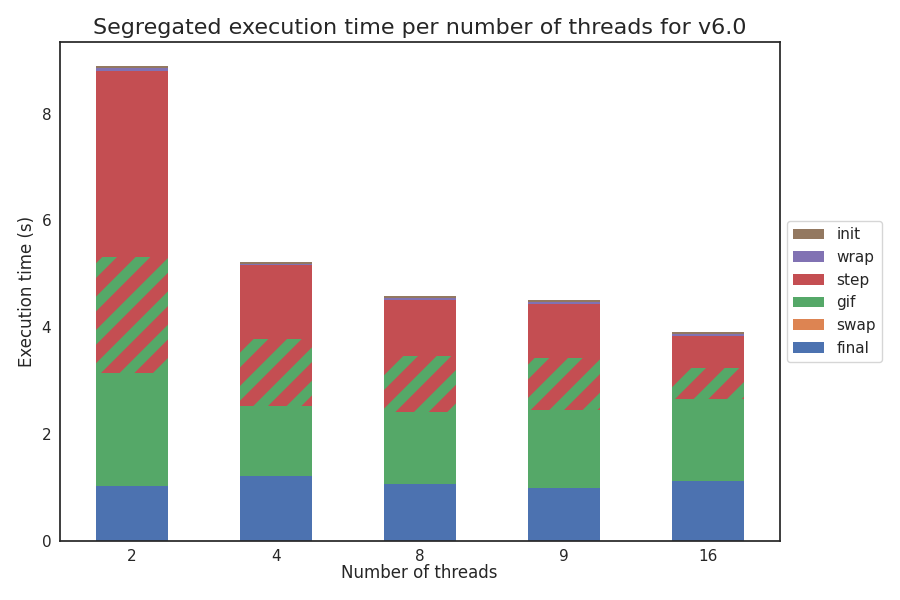 Segregated execution time per number of threads for v6.0
Execution time (s)
8
6
4
2
0
2 4 8 9 16
Number of threads
init
wrap
step
gif
swap
final